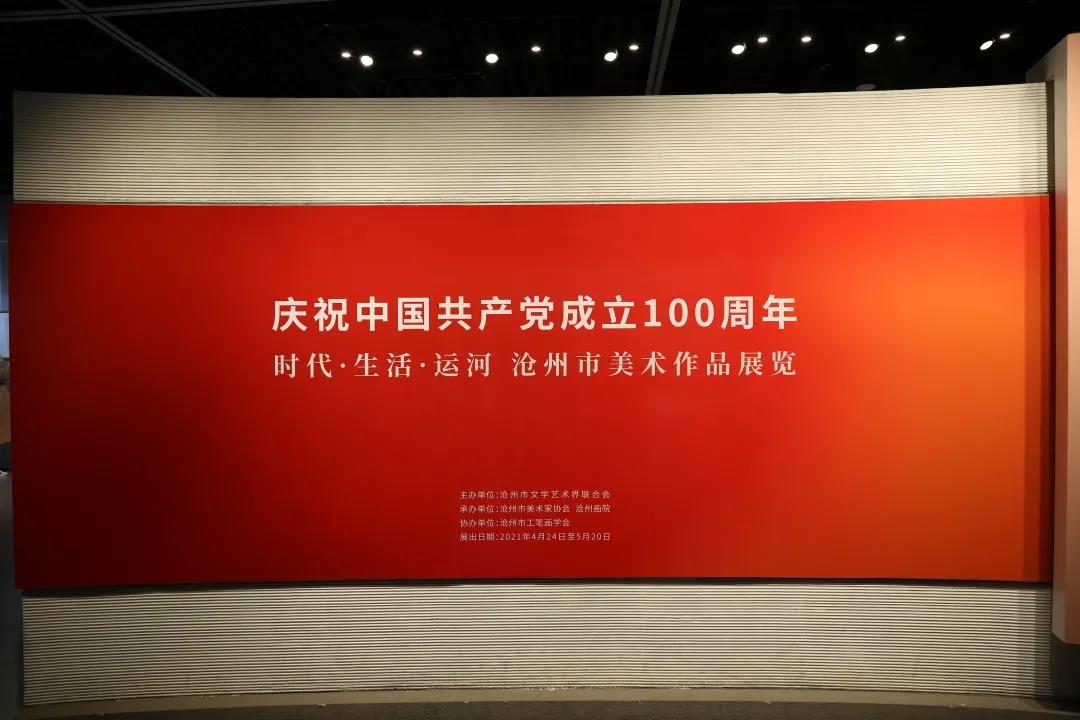 庆祝中国共产党成立100周年
时代·生活·运河 沧州市美术作品展览
主办单位:沧州市文学艺术界联合会
承办单位:沧州市美术家协会 沧州画院
协办单位:沧州市工笔画学会
展出日期:2021年4月24日至5月20日